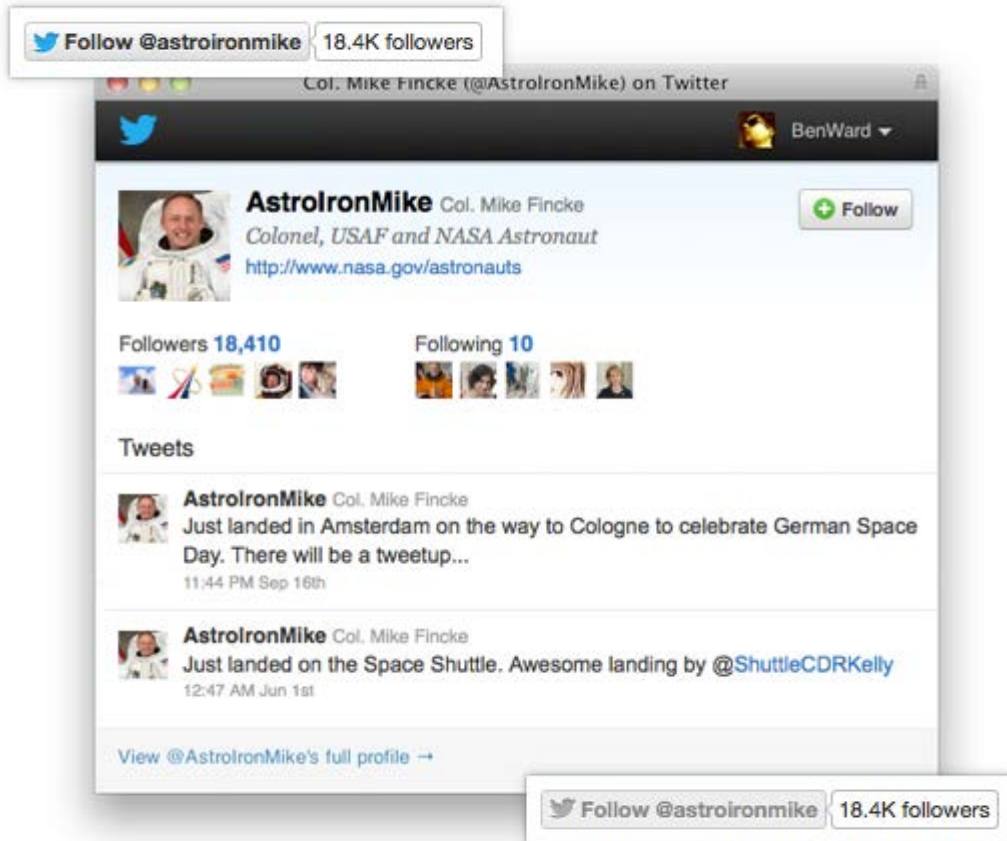 Follow @astroironmike 18.4K followers
Col. Mike Fincke (@AstroIronMike) on Twitter
BenWard
AstroIronMike Col. Mike Fincke
Follow
Colonel, USAF and NASA Astronaut
http://www.nasa.gov/astronauts
Followers 18,410 Following 10
Tweets
AstroIronMike Col. Mike Fincke
Just landed in Amsterdam on the way to Cologne to celebrate German Space
Day. There will be a tweetup...
11:44 PM Sep 16th
AstroIronMike Col. Mike Fincke
Just landed on the Space Shuttle. Awesome landing by @ShuttleCDRKelly
12:47 AM Jun 1st
View @AstroIronMike's full profile →
Follow @astroironmike 18.4K followers